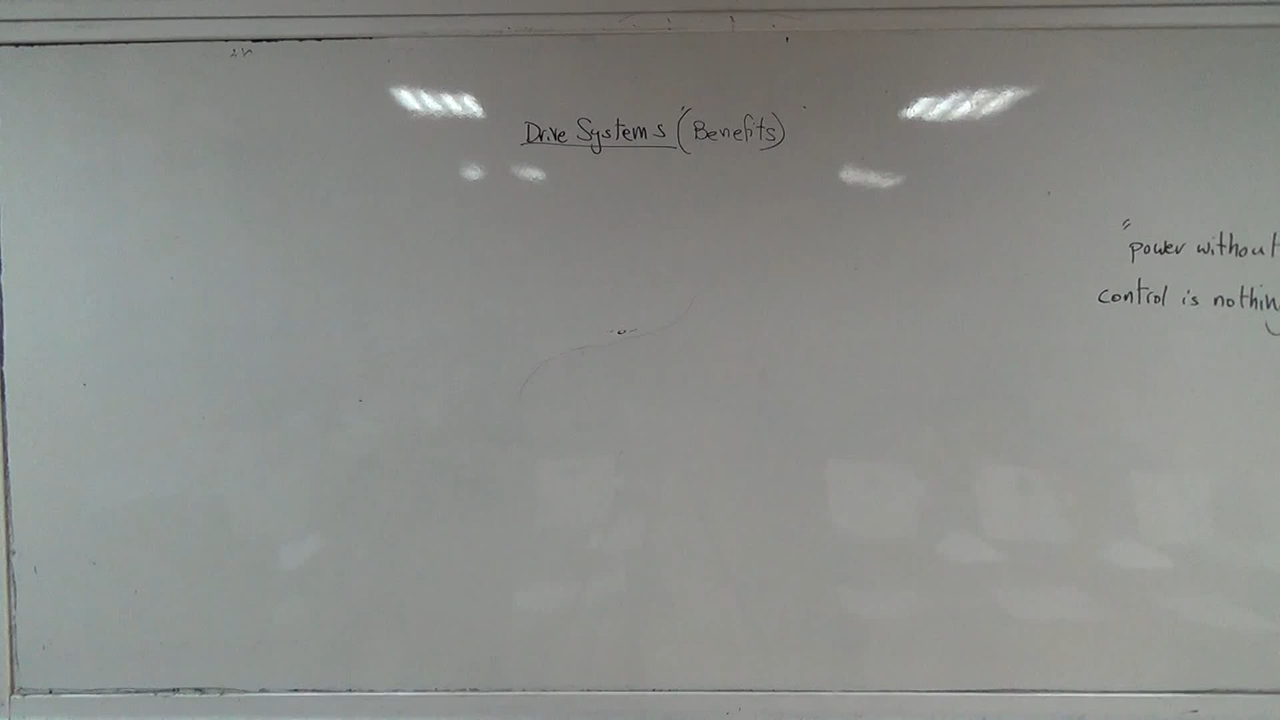 Drive Systems (Benefits)
"power without
control is nothin